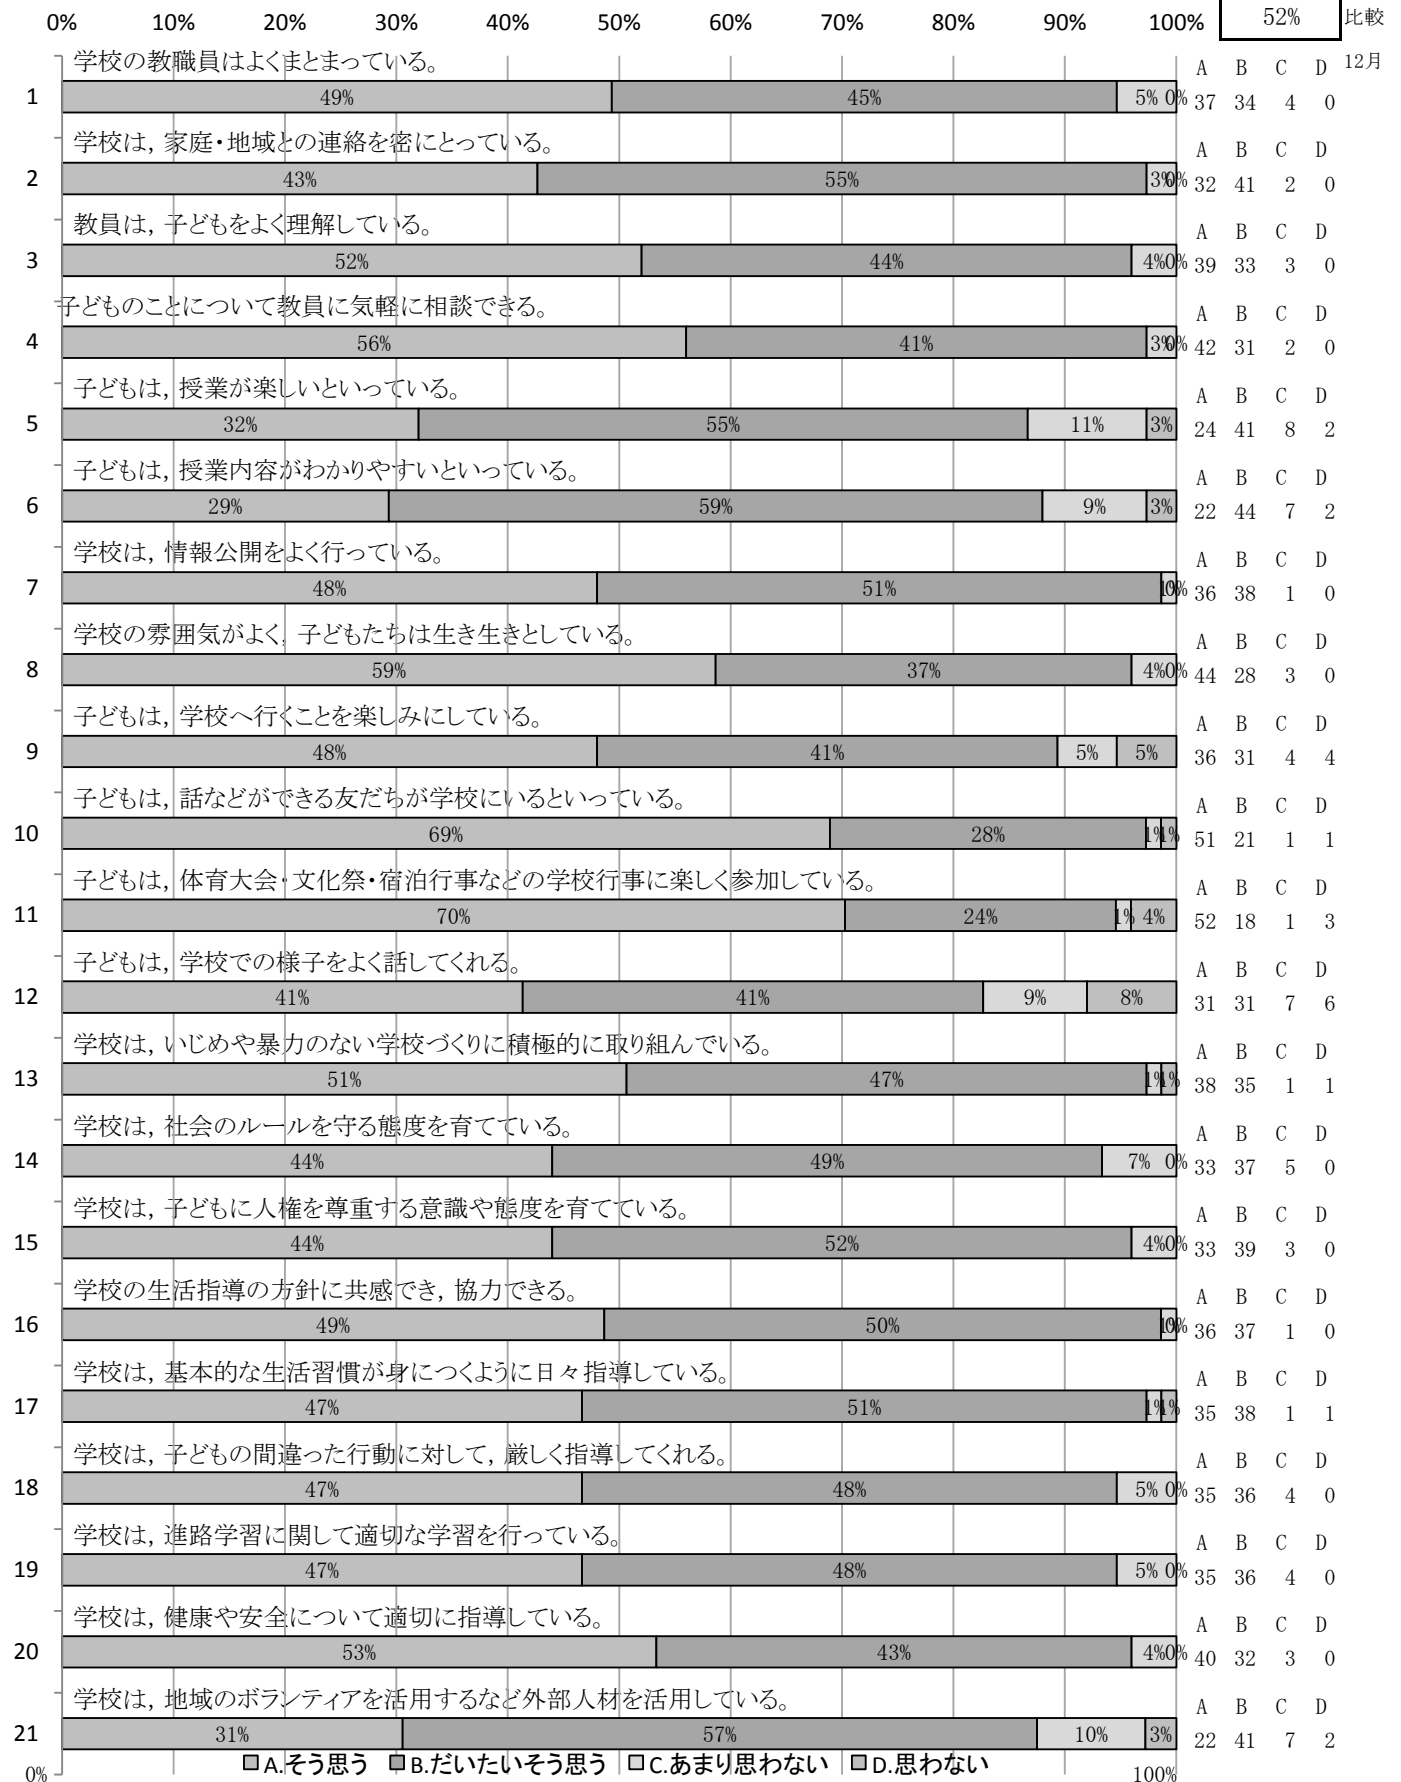 0% 10% 20% 30% 40% 50% 60% 70% 80% 90% 100% 52% 比較
学校の教職員はよくまとまっている。 A B C D 12月
1 49% 45% 5% 0% 37 34 4 0
学校は，家庭・地域との連絡を密にとっている。 A B C D
2 43% 55% 3% 0% 32 41 2 0
教員は，子どもをよく理解している。 A B C D
3 52% 44% 4% 0% 39 33 3 0
子どものことについて教員に気軽に相談できる。 A B C D
4 56% 41% 3% 0% 42 31 2 0
子どもは，授業が楽しいといっている。 A B C D
5 32% 55% 11% 3% 24 41 8 2
子どもは，授業内容がわかりやすいといっている。 A B C D
6 29% 59% 9% 3% 22 44 7 2
学校は，情報公開をよく行っている。 A B C D
7 48% 51% 1% 0% 36 38 1 0
学校の雰囲気がよく，子どもたちは生き生きとしている。 A B C D
8 59% 37% 4% 0% 44 28 3 0
子どもは，学校へ行くことを楽しみにしている。 A B C D
9 48% 41% 5% 5% 36 31 4 4
子どもは，話などができる友だちが学校にいるといっている。 A B C D
10 69% 28% 1% 1% 51 21 1 1
子どもは，体育大会・文化祭・宿泊行事などの学校行事に楽しく参加している。 A B C D
11 70% 24% 1% 4% 52 18 1 3
子どもは，学校での様子をよく話してくれる。 A B C D
12 41% 41% 9% 8% 31 31 7 6
学校は，いじめや暴力のない学校づくりに積極的に取り組んでいる。 A B C D
13 51% 47% 1% 1% 38 35 1 1
学校は，社会のルールを守る態度を育てている。 A B C D
14 44% 49% 7% 0% 33 37 5 0
学校は，子どもに人権を尊重する意識や態度を育てている。 A B C D
15 44% 52% 4% 0% 33 39 3 0
学校の生活指導の方針に共感でき，協力できる。 A B C D
16 49% 50% 1% 0% 36 37 1 0
学校は，基本的な生活習慣が身につくように日々指導している。 A B C D
17 47% 51% 1% 1% 35 38 1 1
学校は，子どもの間違った行動に対して，厳しく指導してくれる。 A B C D
18 47% 48% 5% 0% 35 36 4 0
学校は，進路学習に関して適切な学習を行っている。 A B C D
19 47% 48% 5% 0% 35 36 4 0
学校は，健康や安全について適切に指導している。 A B C D
20 53% 43% 4% 0% 40 32 3 0
学校は，地域のボランティアを活用するなど外部人材を活用している。 A B C D
21 31% 57% 10% 3% 22 41 7 2
A.そう思う B.だいたいそう思う C.あまり思わない D.思わない
0% 100%